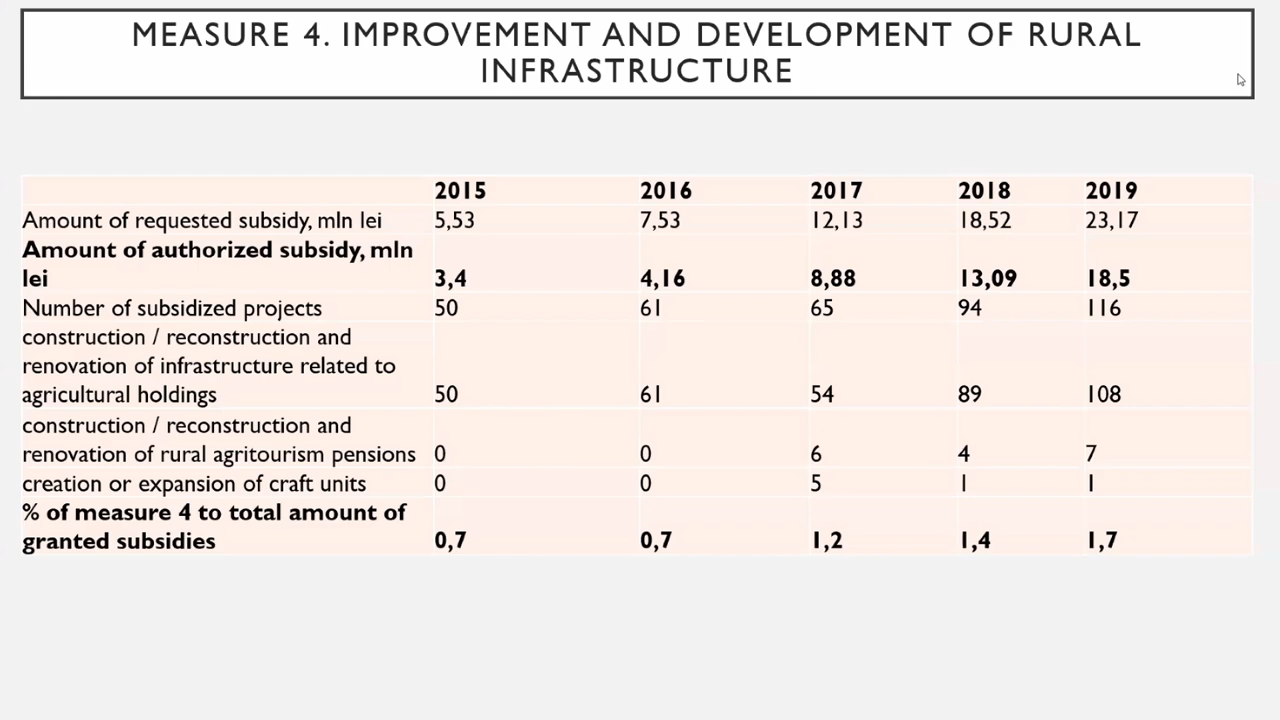 MEASURE 4. IMPROVEMENT AND DEVELOPMENT OF RURAL
INFRASTRUCTURE
2015 2016 2017 2018 2019
Amount of requested subsidy, mln lei 5,53 7,53 12,13 18,52 23,17
Amount of authorized subsidy, mln
lei 3,4 4,16 8,88 13,09 18,5
Number of subsidized projects 50 61 65 94 116
construction / reconstruction and
renovation of infrastructure related to
agricultural holdings 50 61 54 89 108
construction / reconstruction and
renovation of rural agritourism pensions 0 0 6 4 7
creation or expansion of craft units 0 0 5 1 1
% of measure 4 to total amount of
granted subsidies 0,7 0,7 1,2 1,4 1,7